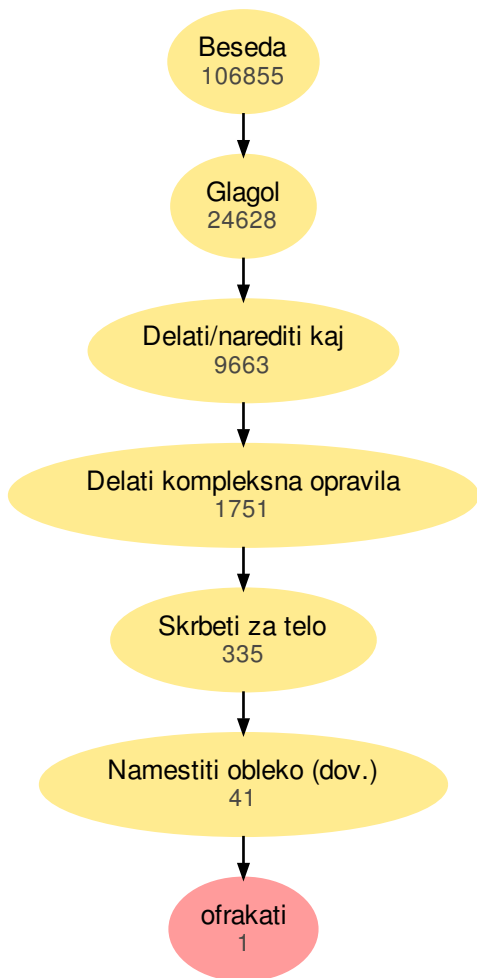 Beseda
106855
Glagol
24628
Delati/narediti kaj
9663
Delati kompleksna opravila
1751
Skrbeti za telo
335
Namestiti obleko (dov.)
41
ofrakati
1